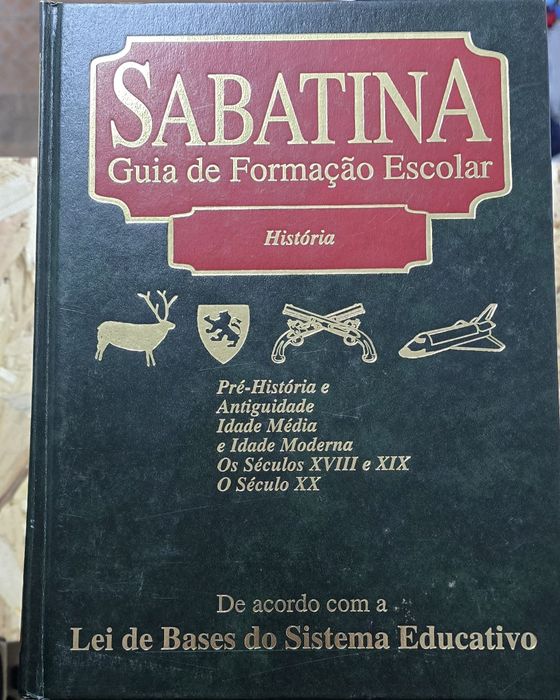 SABATINA
Guia de Formação Escolar
História
Pré-História e
Antiguidade
Idade Média
e Idade Moderna
Os Séculos XVIII e XIX
O Século XX
De acordo com a
Lei de Bases do Sistema Educativo